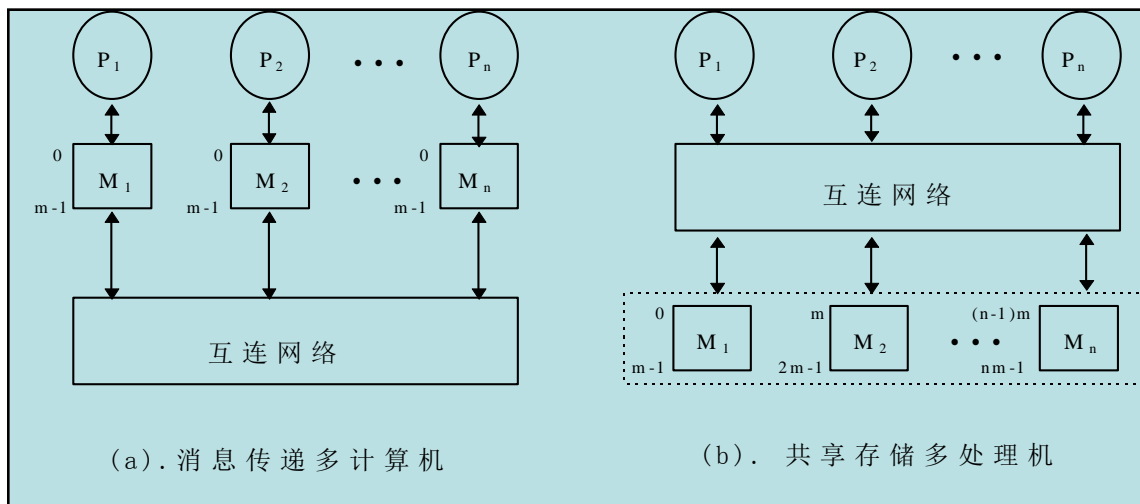 P1 P2 • • • Pn
0 M1 m-1
0 M2 m-1
• • •
0 Mn m-1
互连网络
(a).消息传递多计算机
P1 P2 • • • Pn
互连网络
0 M1 m-1
m M2 2m-1
• • •
(n-1)m Mn nm-1
(b). 共享存储多处理机